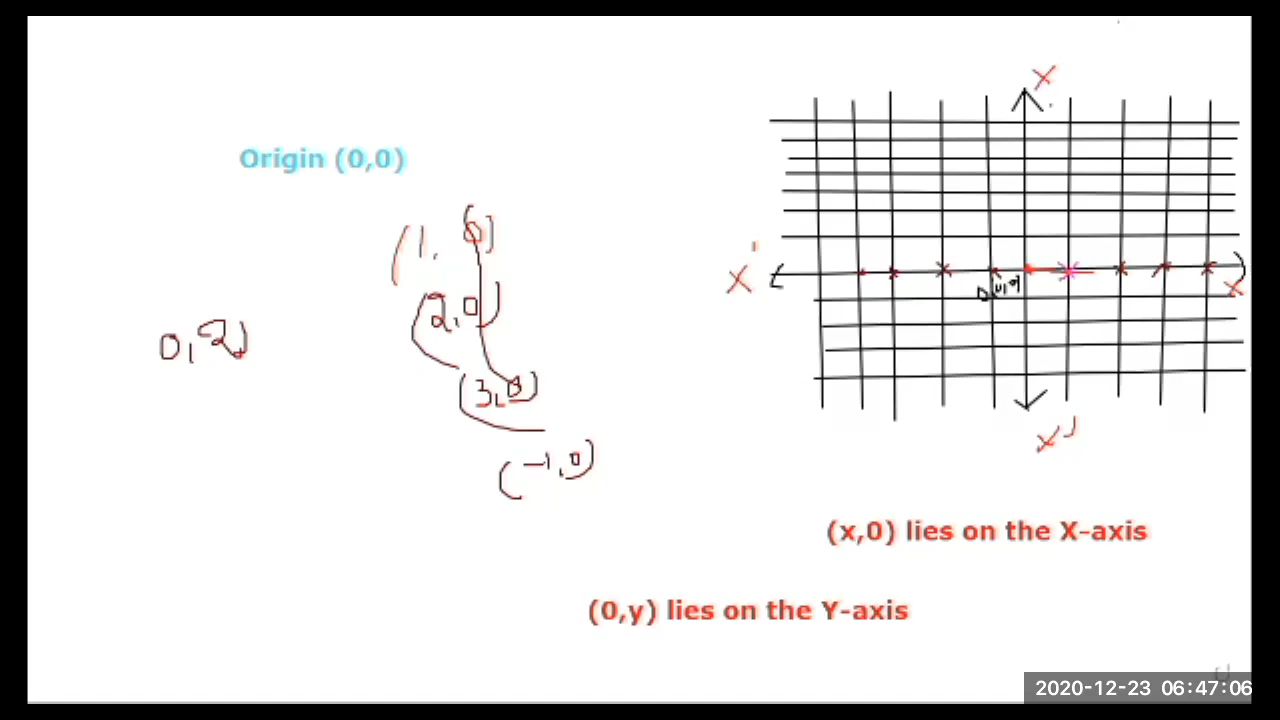 X
Origin (0,0)
(1, 0)
X'
X
(2,0)
0,2)
(3,0)
X'
(-1,0)
(x,0) lies on the X-axis
(0,y) lies on the Y-axis
2020-12-23 06:47:06